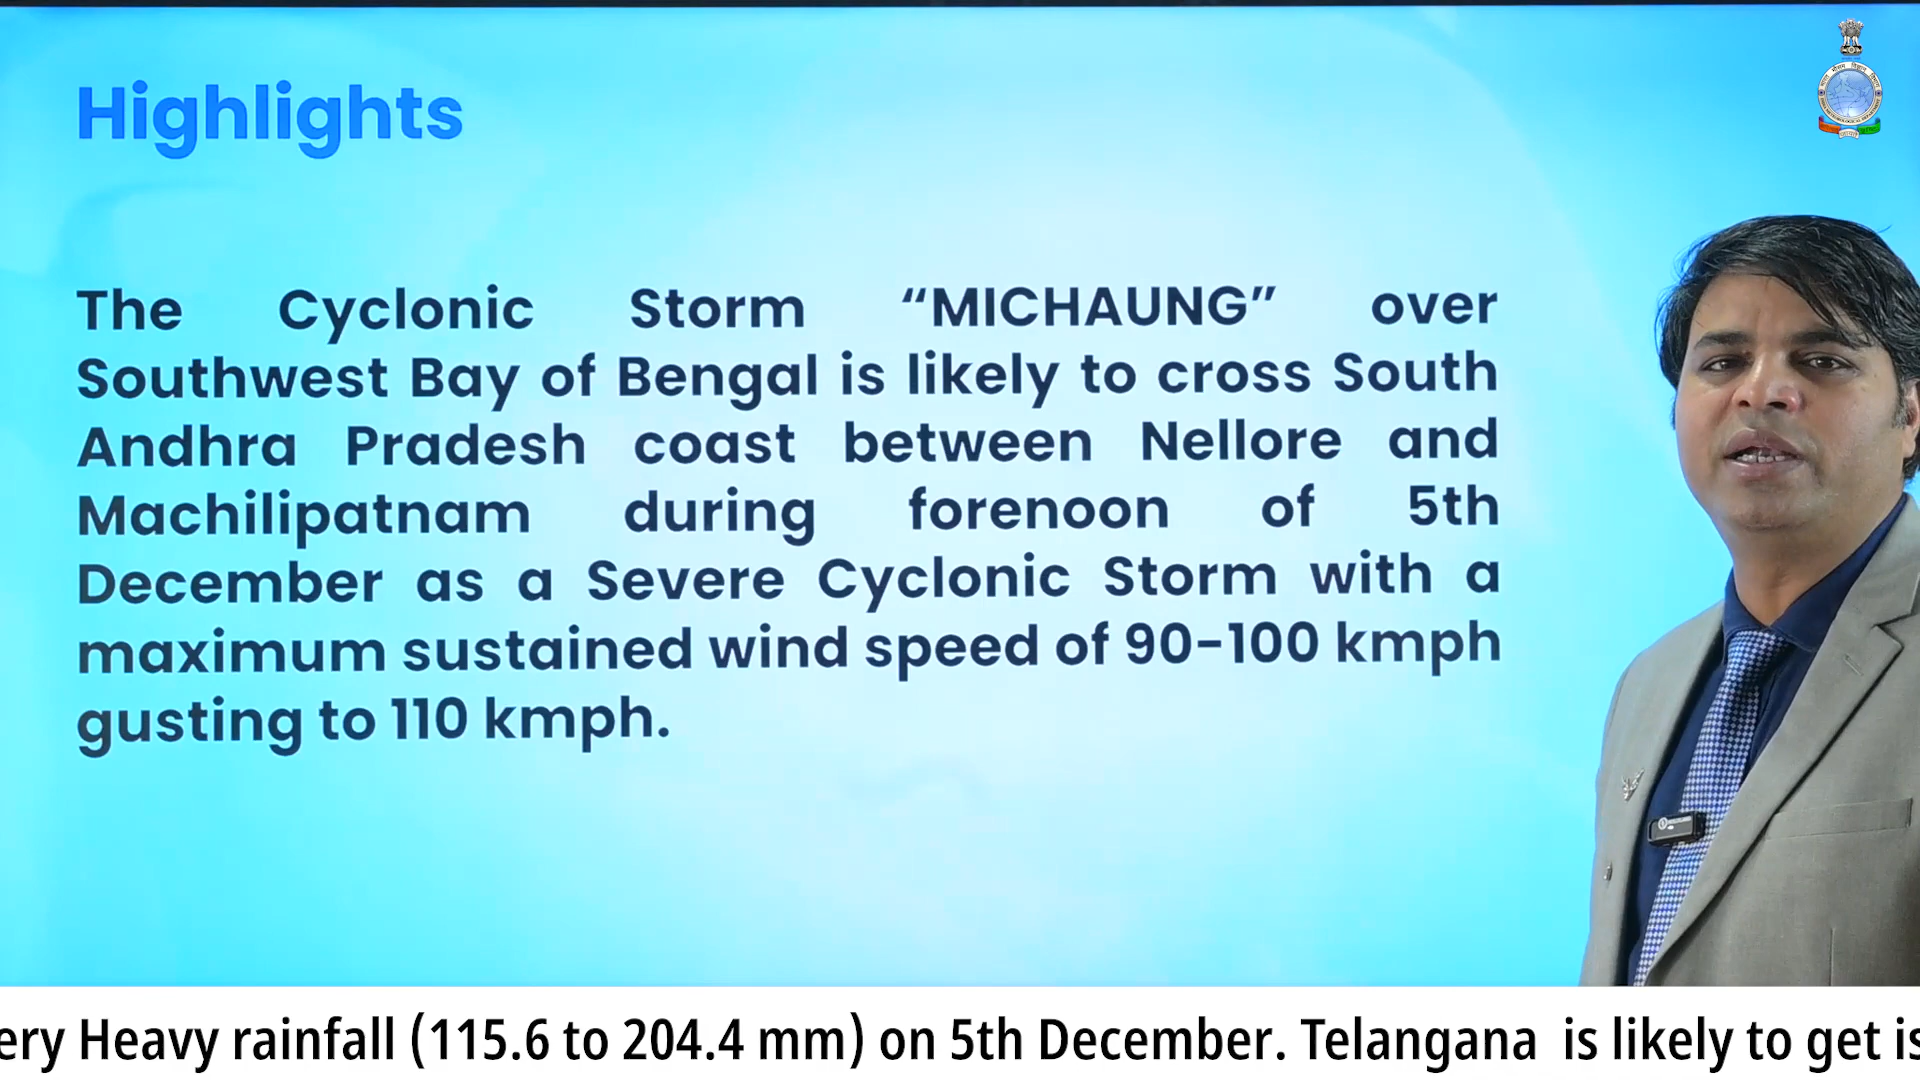 Highlights
The Cyclonic Storm “MICHAUNG” over
Southwest Bay of Bengal is likely to cross South
Andhra Pradesh coast between Nellore and
Machilipatnam during forenoon of 5th
December as a Severe Cyclonic Storm with a
maximum sustained wind speed of 90-100 kmph
gusting to 110 kmph.
ery Heavy rainfall (115.6 to 204.4 mm) on 5th December. Telangana is likely to get is